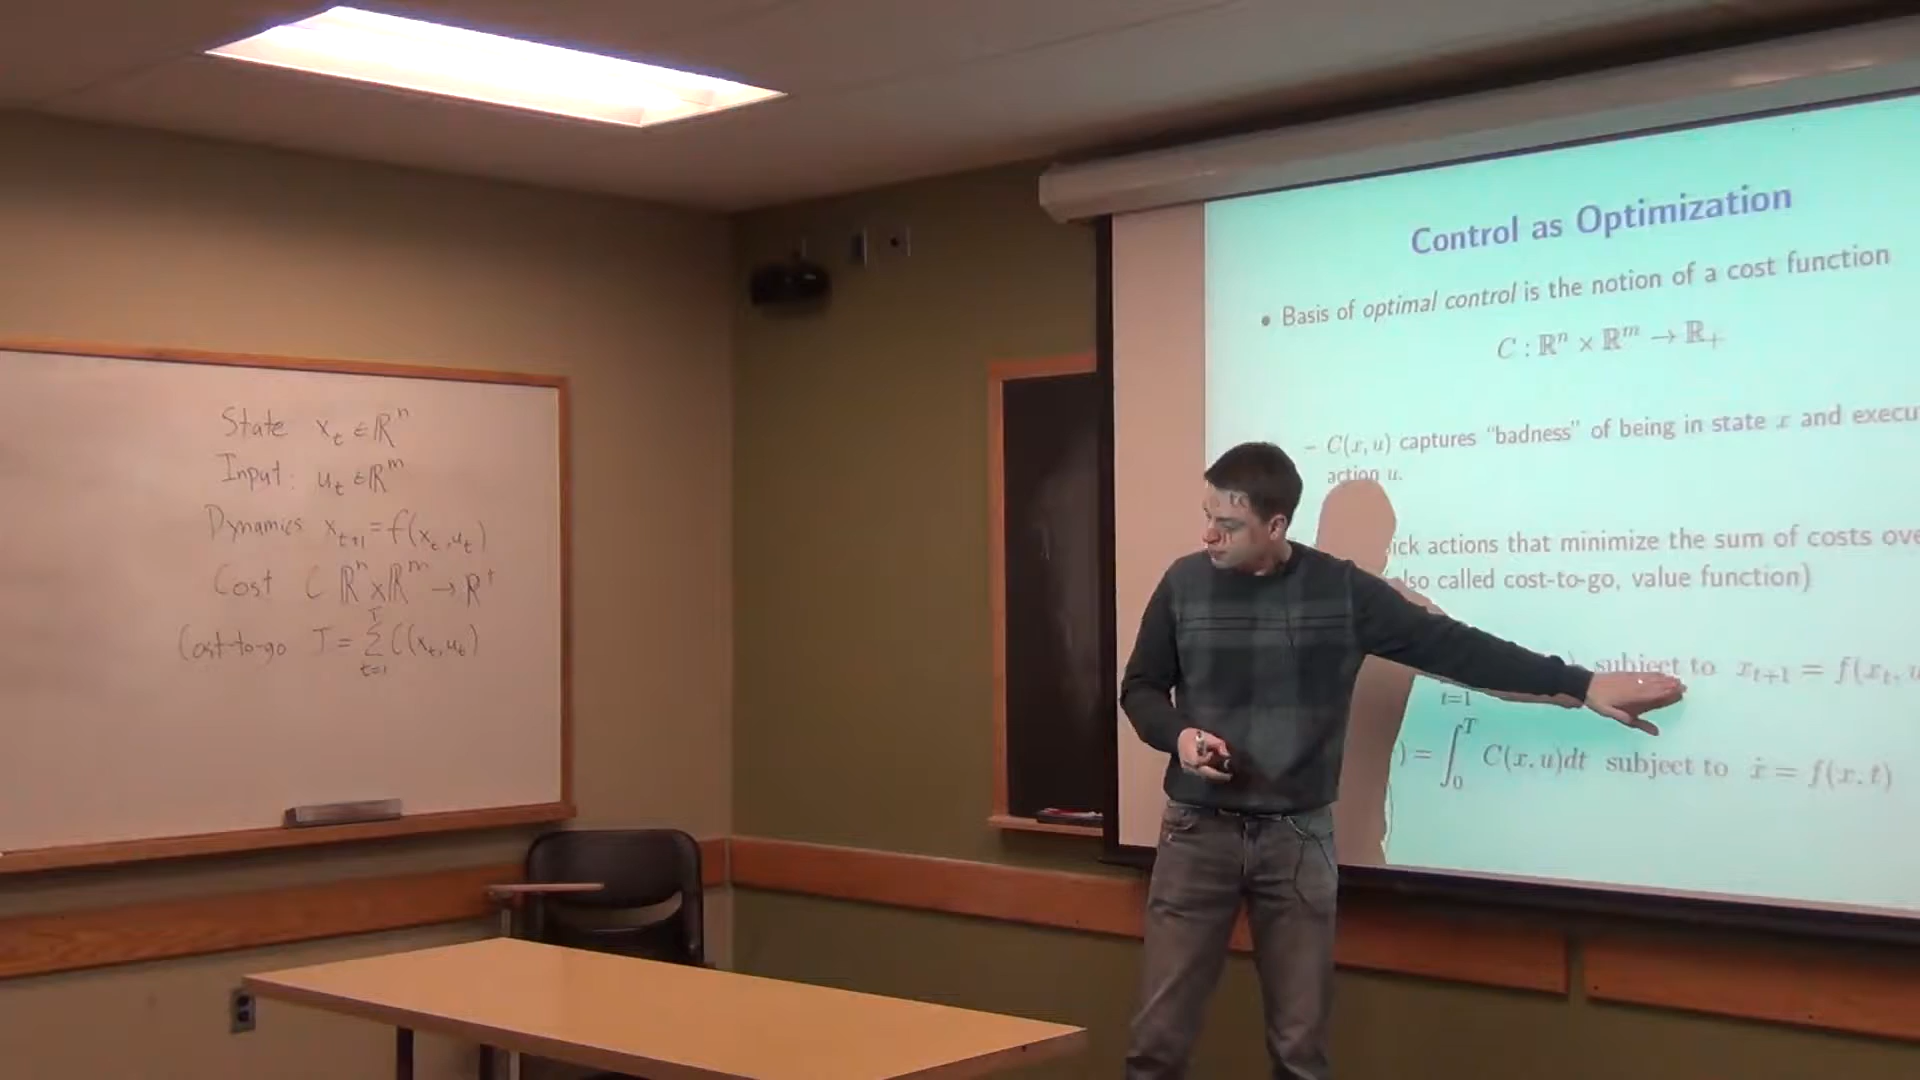 State x_t ∈ ℝ^n
Input: u_t ∈ ℝ^m
Dynamics x_{t+1} = f(x_t, u_t)
Cost C ℝ^n × ℝ^m → ℝ^+
Cost-to-go J = ∑_{t=1}^{T} C(x_t, u_t)
Control as Optimization
• Basis of optimal control is the notion of a cost function
C : ℝ^n × ℝ^m → ℝ_+
– C(x, u) captures “badness” of being in state x and execu
action u.
ick actions that minimize the sum of costs ove
lso called cost-to-go, value function)
t=1 ) subject to x_{t+1} = f(x_t, u
) = ∫_0^T C(x, u)dt subject to ẋ = f(x, t)